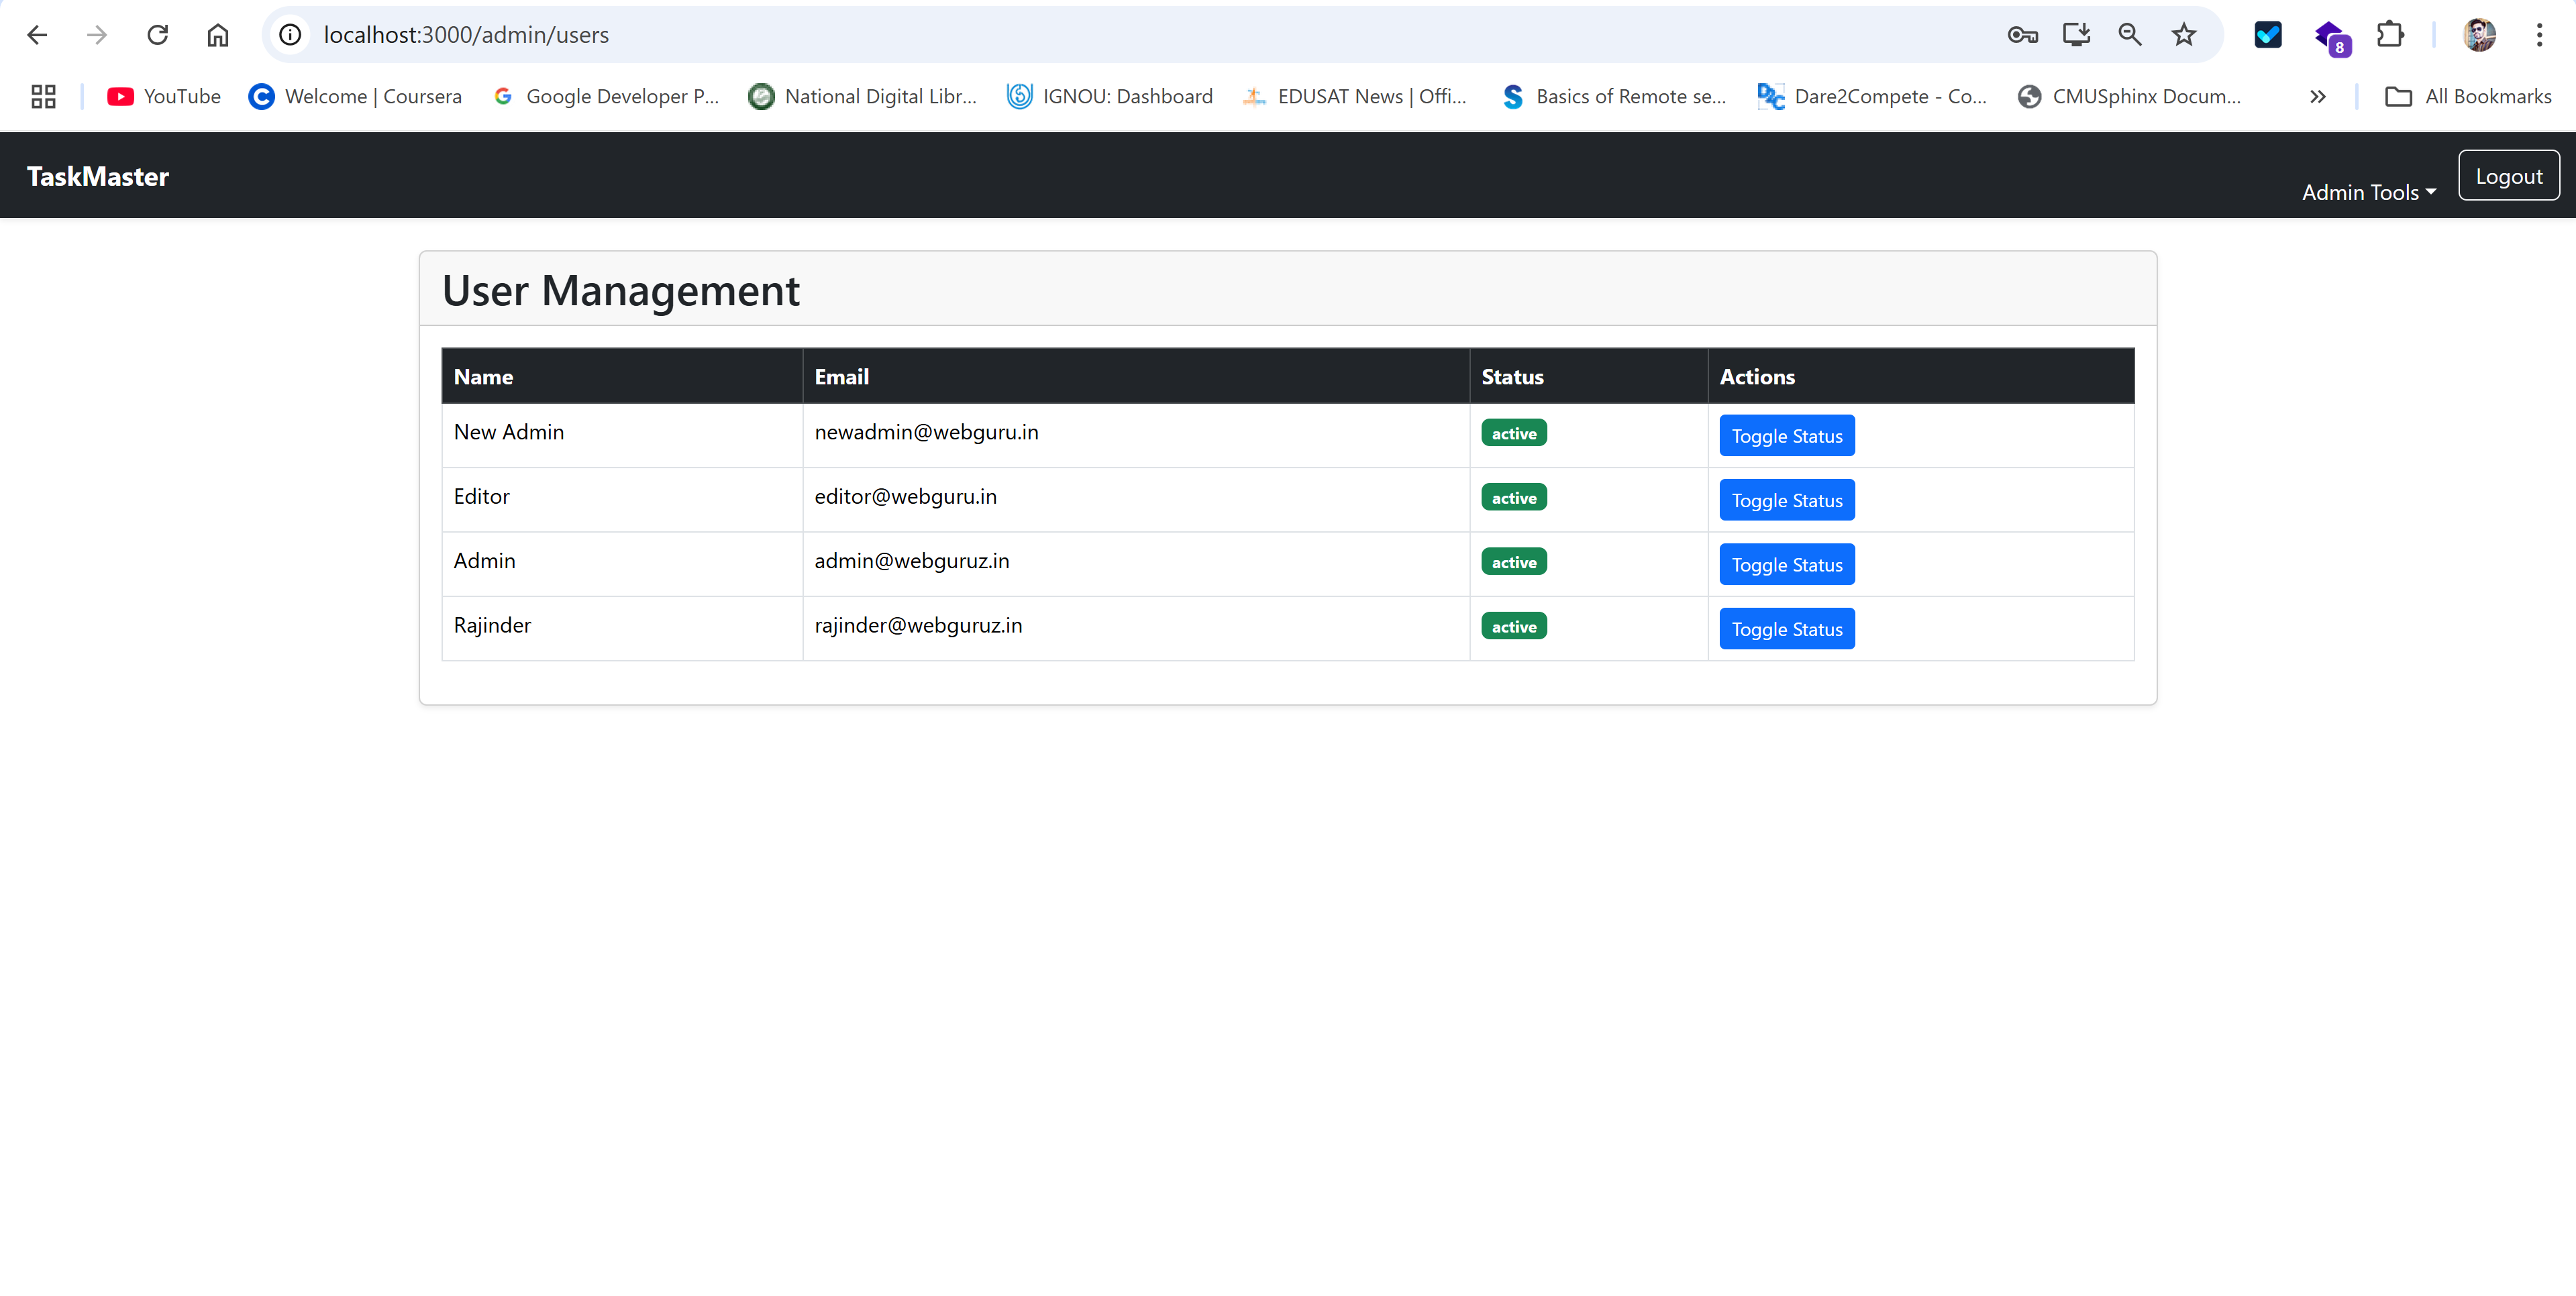 localhost:3000/admin/users
8
YouTube Welcome | Coursera Google Developer P... National Digital Libr... IGNOU: Dashboard EDUSAT News | Offi... Basics of Remote se... Dare2Compete - Co... CMUSphinx Docum... All Bookmarks
TaskMaster Admin Tools Logout
User Management
Name Email Status Actions
New Admin newadmin@webguru.in active Toggle Status
Editor editor@webguru.in active Toggle Status
Admin admin@webguruz.in active Toggle Status
Rajinder rajinder@webguruz.in active Toggle Status